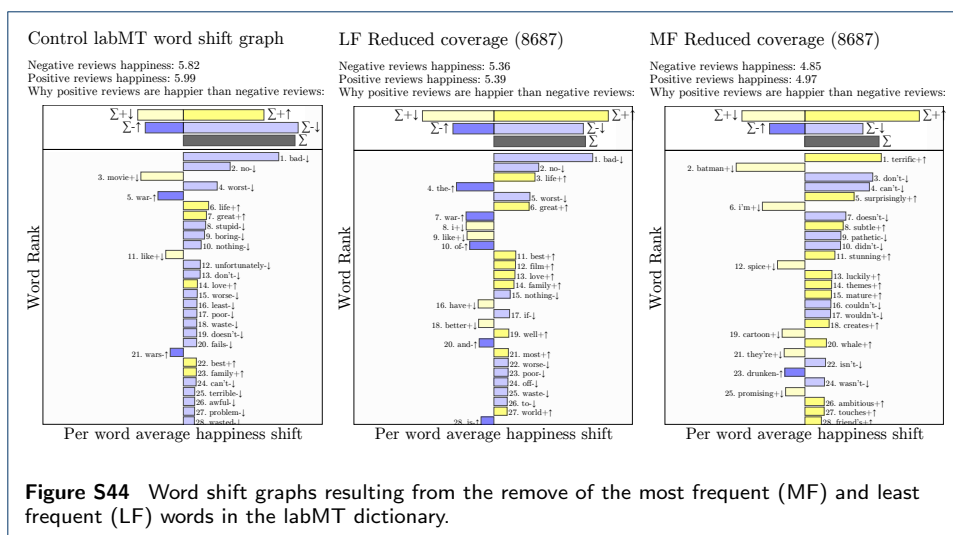 Control labMT word shift graph
Negative reviews happiness: 5.82
Positive reviews happiness: 5.99
Why positive reviews are happier than negative reviews:
Σ+↓ Σ+↑
Σ-↑ Σ-↓
Σ
1. bad-↓
2. no-↓
3. movie+↓
4. worst-↓
5. war-↑
6. life+↑
7. great+↑
8. stupid-↓
9. boring-↓
10. nothing-↓
11. like+↓
12. unfortunately-↓
13. don't-↓
14. love+↑
15. worse-↓
16. least-↓
17. poor-↓
18. waste-↓
19. doesn't-↓
20. fails-↓
21. wars-↑
22. best+↑
23. family+↑
24. can't-↓
25. terrible-↓
26. awful-↓
27. problem-↓
28. wasted-↓
Word Rank
Per word average happiness shift
LF Reduced coverage (8687)
Negative reviews happiness: 5.36
Positive reviews happiness: 5.39
Why positive reviews are happier than negative reviews:
Σ+↓ Σ+↑
Σ-↑ Σ-↓
Σ
1. bad-↓
2. no-↓
3. life+↑
4. the-↑
5. worst-↓
6. great+↑
7. war-↑
8. i+↓
9. like+↓
10. of-↑
11. best+↑
12. film+↑
13. love+↑
14. family+↑
15. nothing-↓
16. have+↓
17. if-↓
18. better+↓
19. well+↑
20. and-↑
21. most+↑
22. worse-↓
23. poor-↓
24. off-↓
25. waste-↓
26. to-↓
27. world+↑
28. is-↑
Word Rank
Per word average happiness shift
MF Reduced coverage (8687)
Negative reviews happiness: 4.85
Positive reviews happiness: 4.97
Why positive reviews are happier than negative reviews:
Σ+↓ Σ+↑
Σ-↑ Σ-↓
Σ
1. terrific+↑
2. batman+↓
3. don't-↓
4. can't-↓
5. surprisingly+↑
6. i'm+↓
7. doesn't-↓
8. subtle+↑
9. pathetic-↓
10. didn't-↓
11. stunning+↑
12. spice+↓
13. luckily+↑
14. themes+↑
15. mature+↑
16. couldn't-↓
17. wouldn't-↓
18. creates+↑
19. cartoon+↓
20. whale+↑
21. they're+↓
22. isn't-↓
23. drunken-↑
24. wasn't-↓
25. promising+↓
26. ambitious+↑
27. touches+↑
28. friend's+↑
Word Rank
Per word average happiness shift
Figure S44 Word shift graphs resulting from the remove of the most frequent (MF) and least
frequent (LF) words in the labMT dictionary.